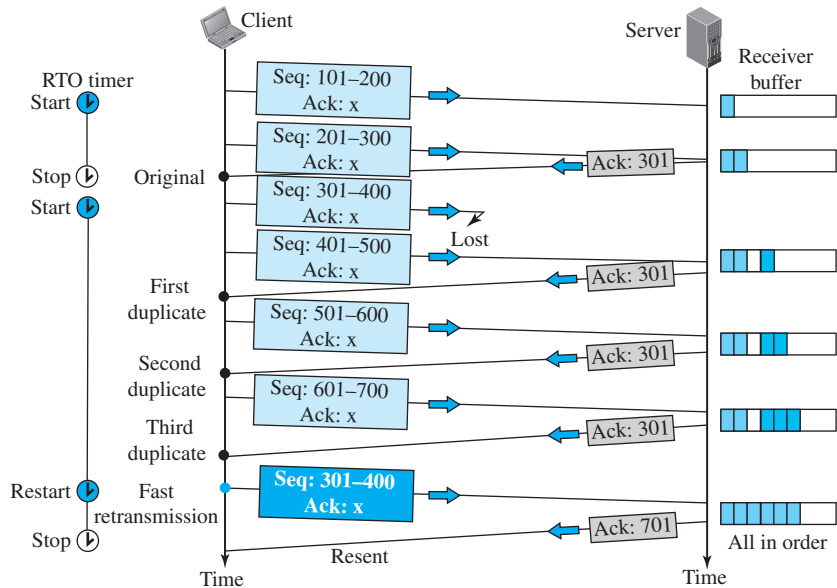 Client
Server
RTO timer
Receiver
buffer
Start
Seq: 101–200
Ack: x
Seq: 201–300
Ack: x
Ack: 301
Stop
Original
Start
Seq: 301–400
Ack: x
Lost
Seq: 401–500
Ack: x
Ack: 301
First
duplicate
Seq: 501–600
Ack: x
Ack: 301
Second
duplicate
Seq: 601–700
Ack: x
Ack: 301
Third
duplicate
Restart
Fast
retransmission
Seq: 301–400
Ack: x
Ack: 701
Stop
Resent
All in order
Time
Time